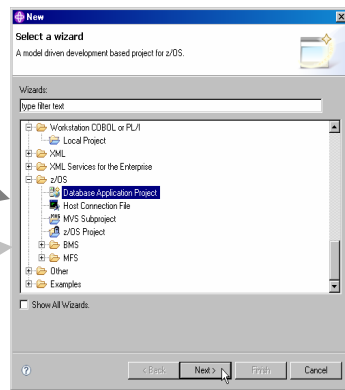 New
Select a wizard
A model driven development based project for z/OS.
Wizards:
type filter text
Workstation COBOL or PL/I
Local Project
XML
XML Services for the Enterprise
z/OS
Database Application Project
Host Connection File
MVS Subproject
z/OS Project
BMS
MFS
Other
Examples
Show All Wizards.
?
< Back
Next >
Finish
Cancel